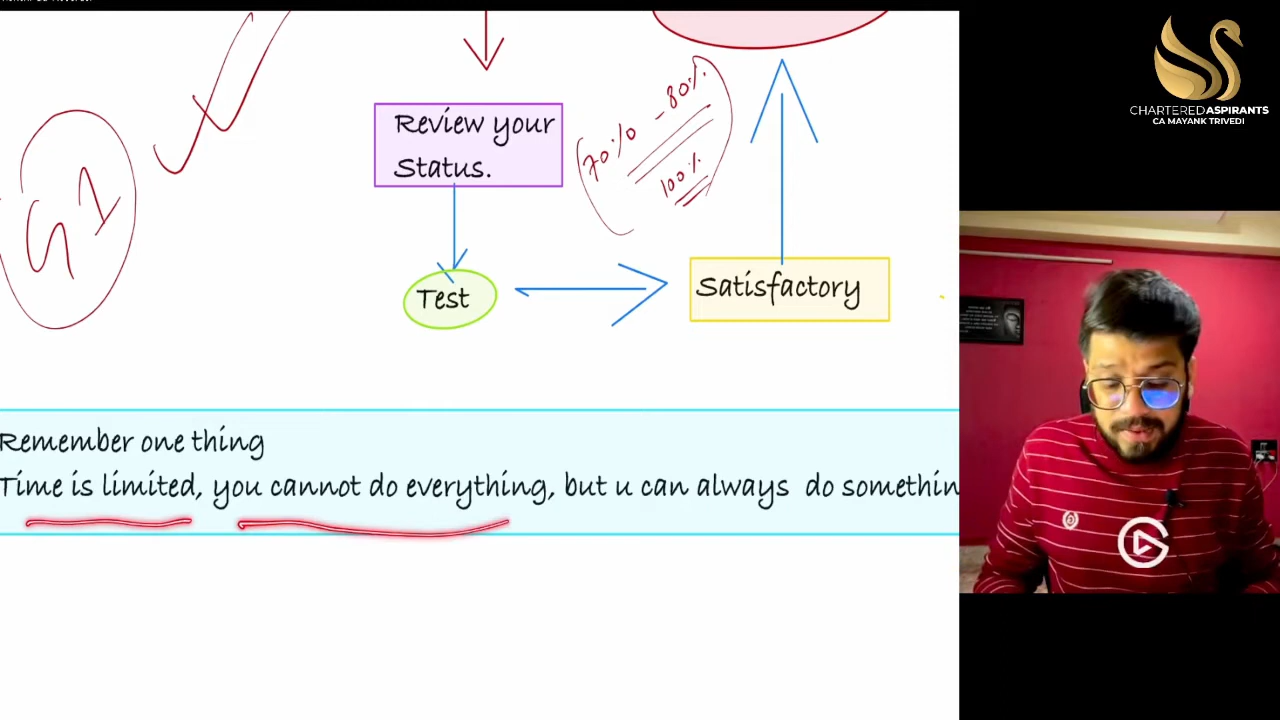 CHARTEREDASPIRANTS
CA MAYANK TRIVEDI
Review your
Status.
70% - 80%
100%
G1
Test
Satisfactory
Remember one thing
Time is limited, you cannot do everything, but u can always do somethin